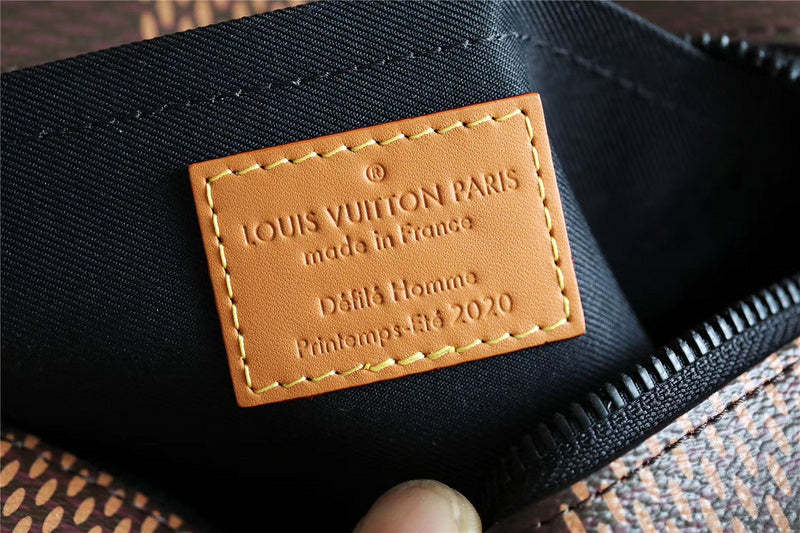 ®
LOUIS VUITTON PARIS
made in France
Défilé Homme
Printemps-Été 2020